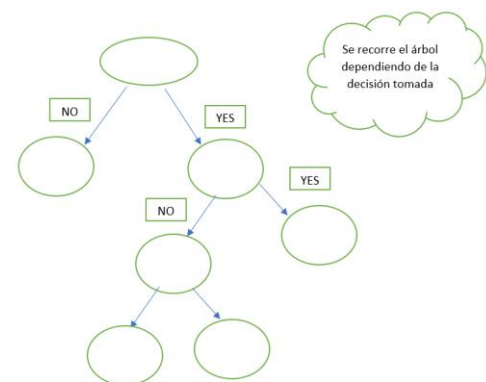 Se recorre el árbol
dependiendo de la
decisión tomada
NO
YES
YES
NO